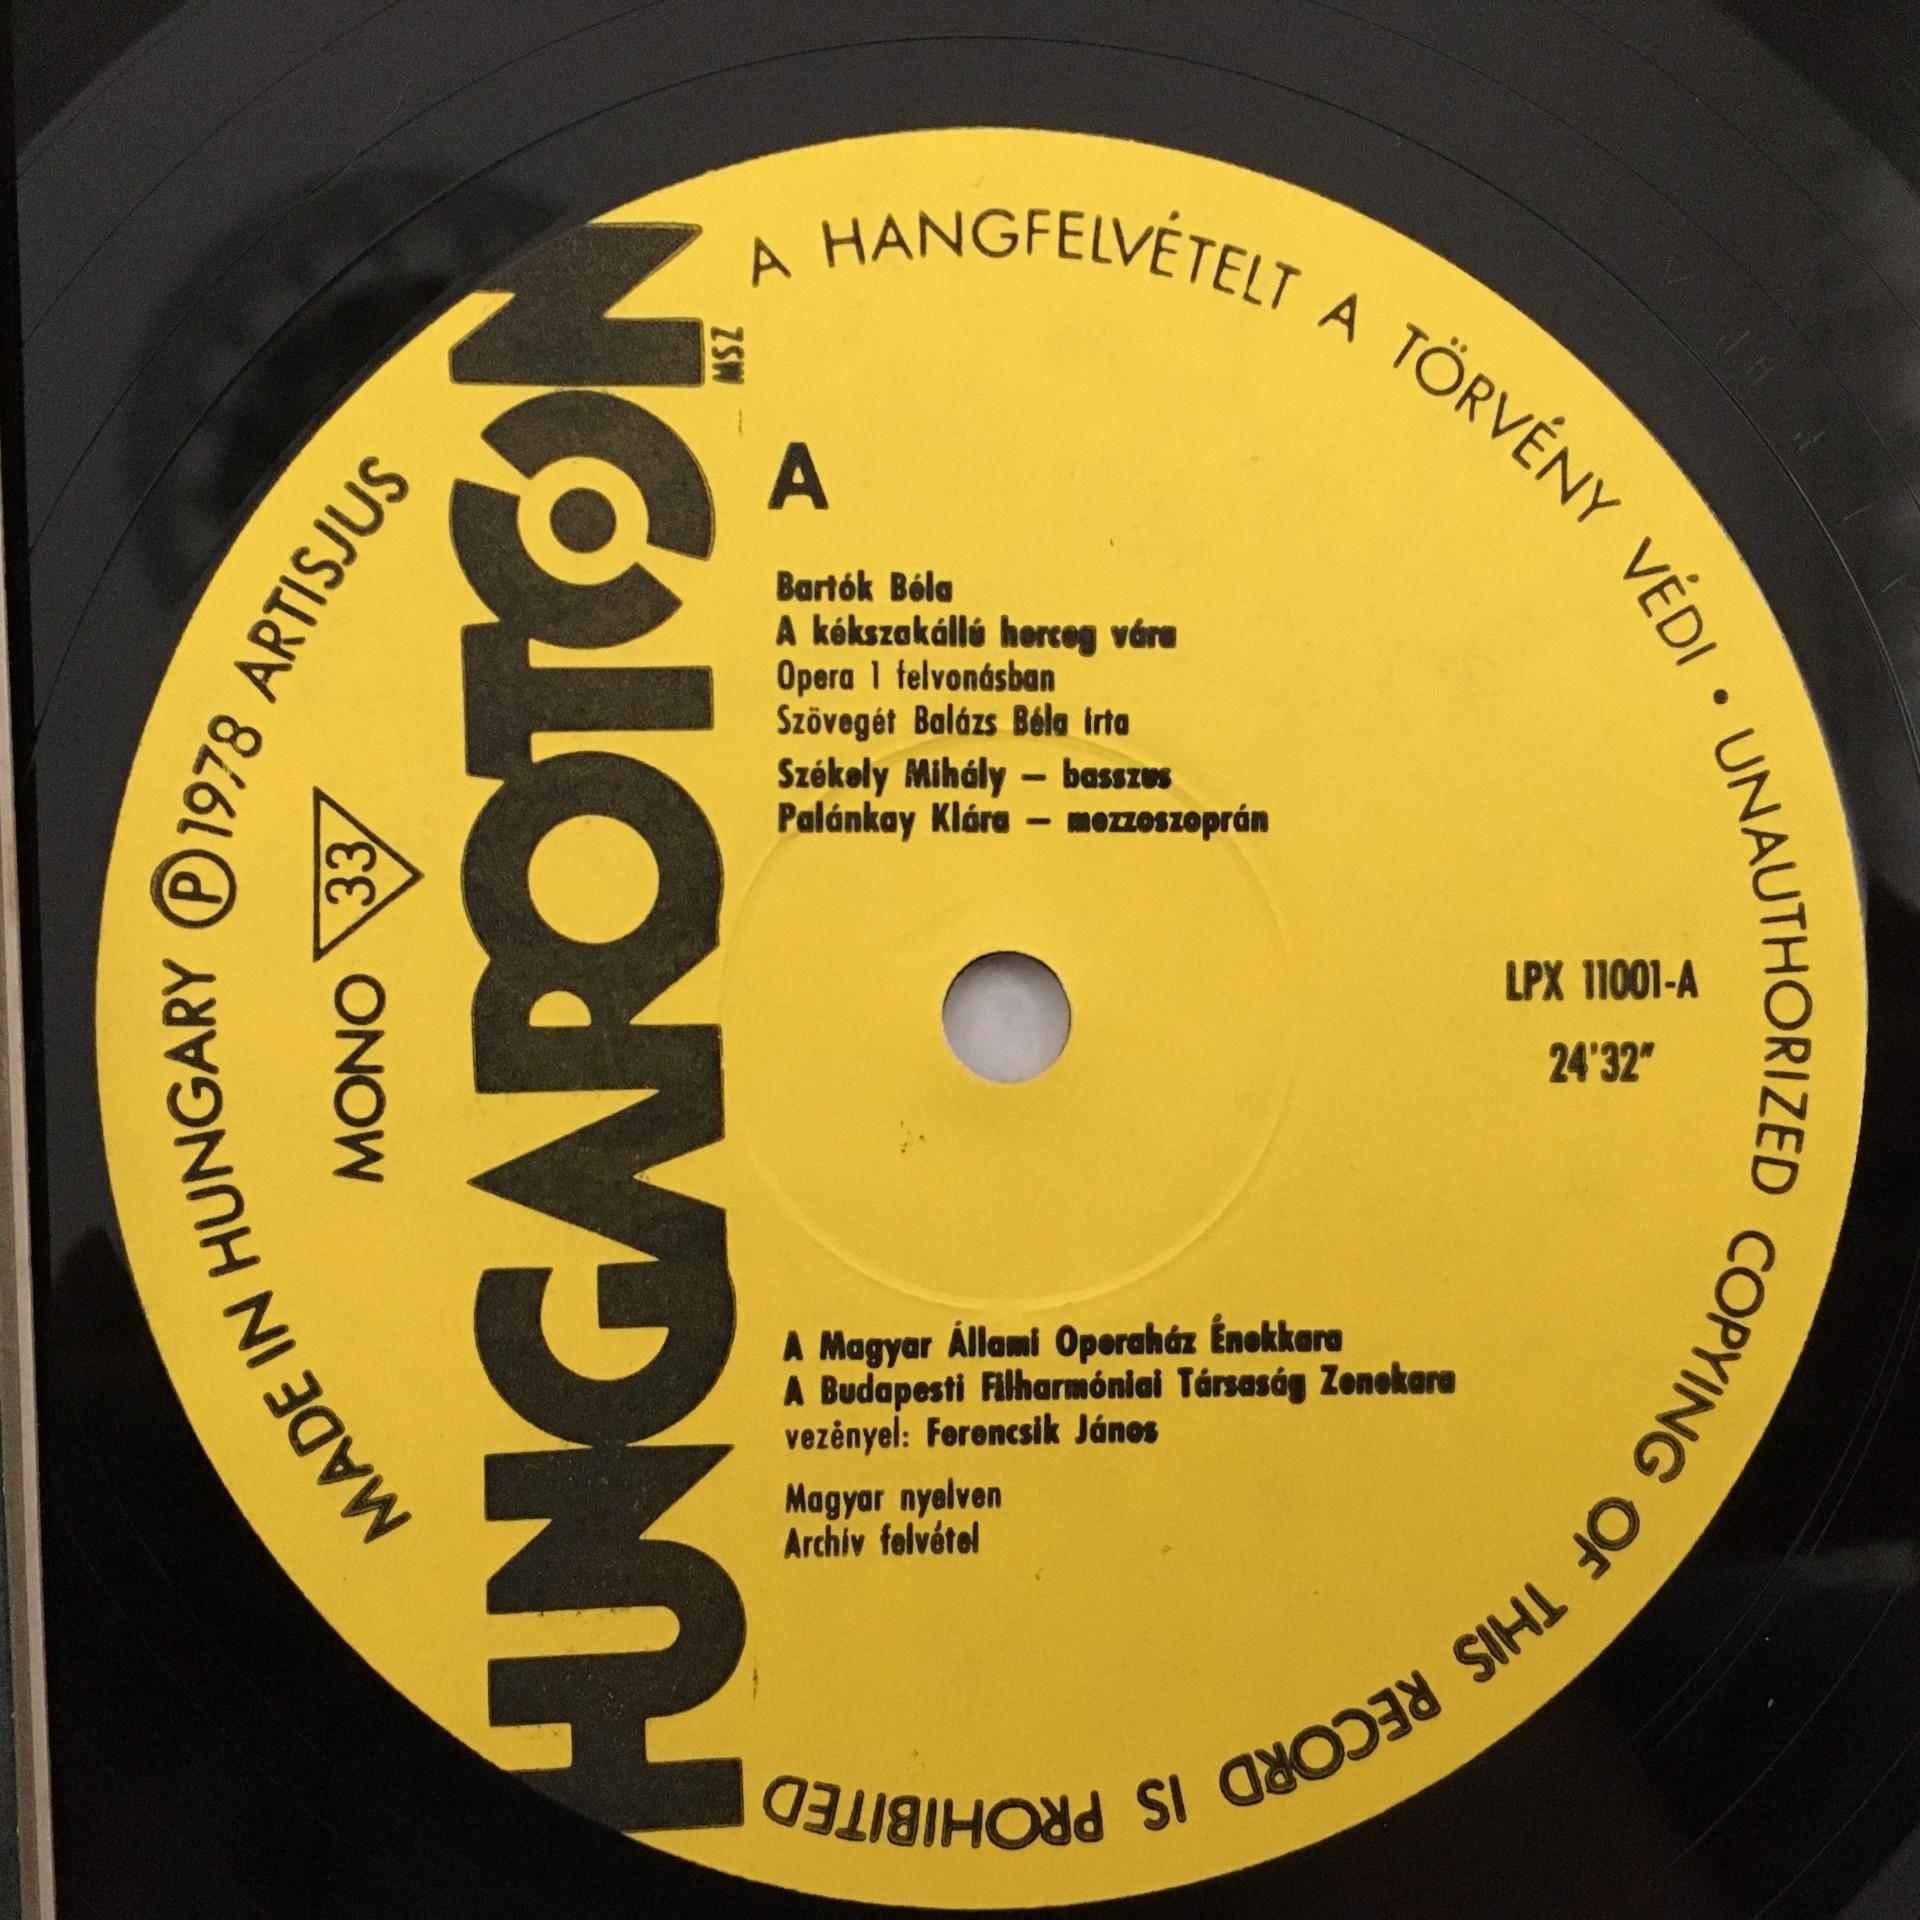 A HANGFELVÉTELT A TÖRVÉNY VÉDI • UNAUTHORIZED COPYING OF THIS RECORD IS PROHIBITED
MADE IN HUNGARY Ⓟ 1978 ARTISJUS
MONO 33
HUNGAROTON
MSZ
A
Bartók Béla
A kékszakállú herceg vára
Opera 1 felvonásban
Szövegét Balázs Béla írta
Székely Mihály – basszus
Palánkay Klára – mezzoszoprán
LPX 11001-A
24'32"
A Magyar Állami Operaház Énekkara
A Budapesti Filharmóniai Társaság Zenekara
vezényel: Ferencsik János
Magyar nyelven
Archív felvétel